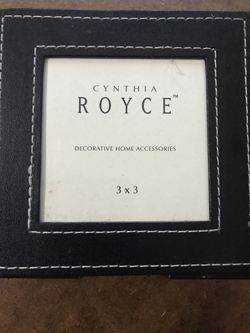 CYNTHIA
ROYCE™
DECORATIVE HOME ACCESSORIES
3 x 3